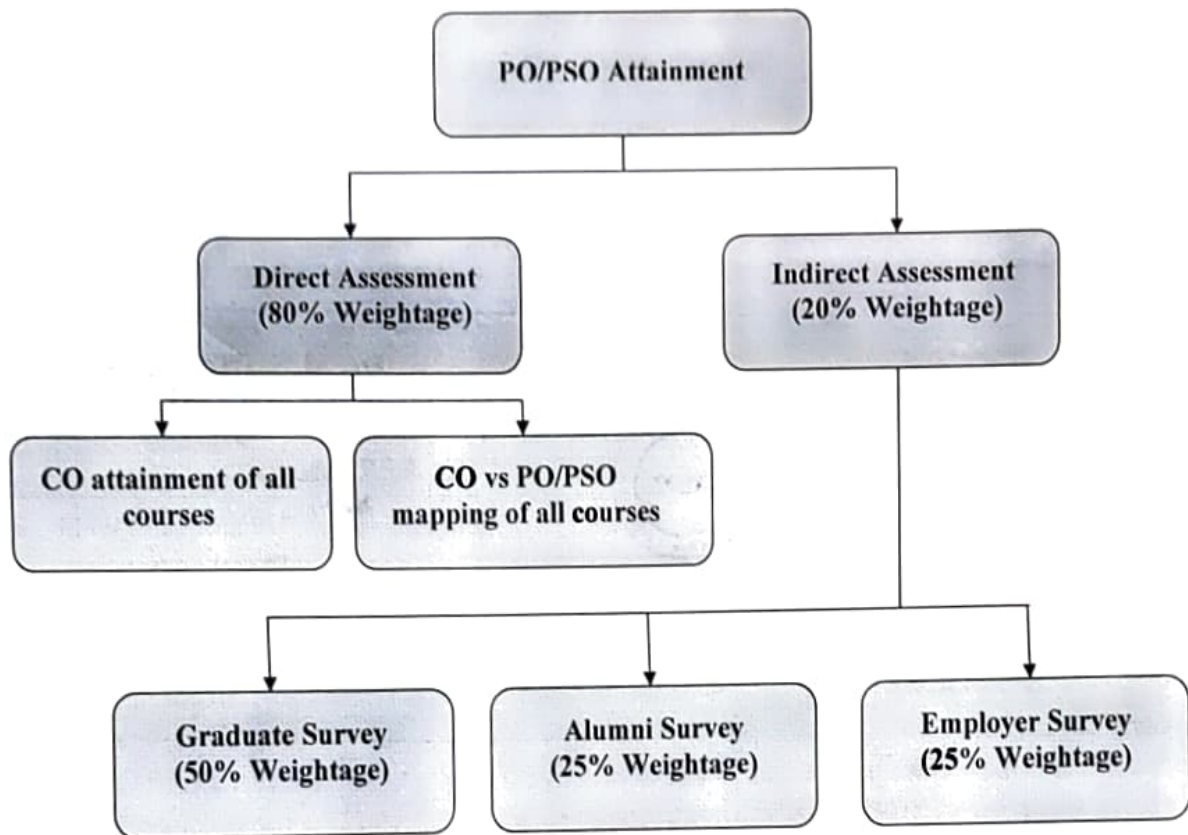 PO/PSO Attainment
Direct Assessment
(80% Weightage)
Indirect Assessment
(20% Weightage)
CO attainment of all
courses
CO vs PO/PSO
mapping of all courses
Graduate Survey
(50% Weightage)
Alumni Survey
(25% Weightage)
Employer Survey
(25% Weightage)